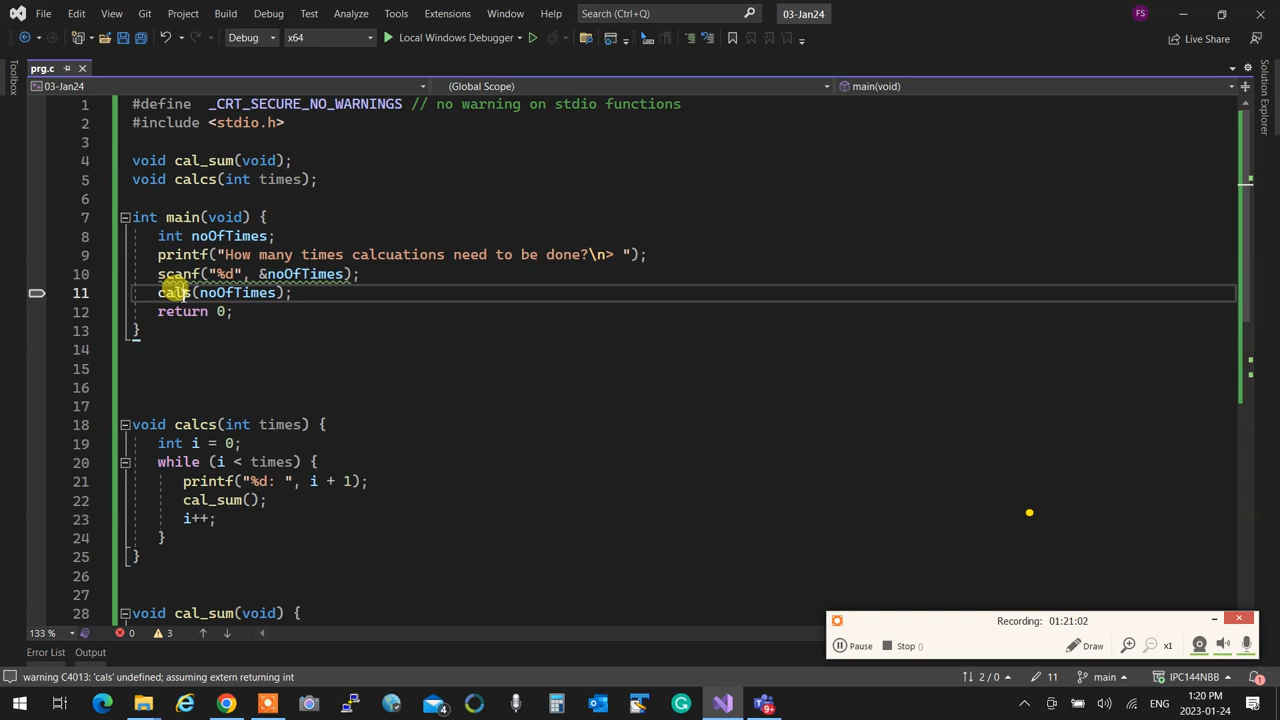 File Edit View Git Project Build Debug Test Analyze Tools Extensions Window Help Search (Ctrl+Q) 03-Jan24 FS
Debug x64 Local Windows Debugger Live Share
prg.c
03-Jan24 (Global Scope) main(void)
Toolbox
Solution Explorer
1 #define _CRT_SECURE_NO_WARNINGS // no warning on stdio functions
2 #include <stdio.h>
3
4 void cal_sum(void);
5 void calcs(int times);
6
7 int main(void) {
8 int noOfTimes;
9 printf("How many times calcuations need to be done?\n> ");
10 scanf("%d", &noOfTimes);
11 cals(noOfTimes);
12 return 0;
13 }
14
15
16
17
18 void calcs(int times) {
19 int i = 0;
20 while (i < times) {
21 printf("%d: ", i + 1);
22 cal_sum();
23 i++;
24 }
25 }
26
27
28 void cal_sum(void) {
Recording: 01:21:02
Pause Stop () Draw x1
133 % 0 3
Error List Output
warning C4013: 'cals' undefined; assuming extern returning int 2 / 0 11 main IPC144NBB 1
4 9+ ENG 1:20 PM
2023-01-24